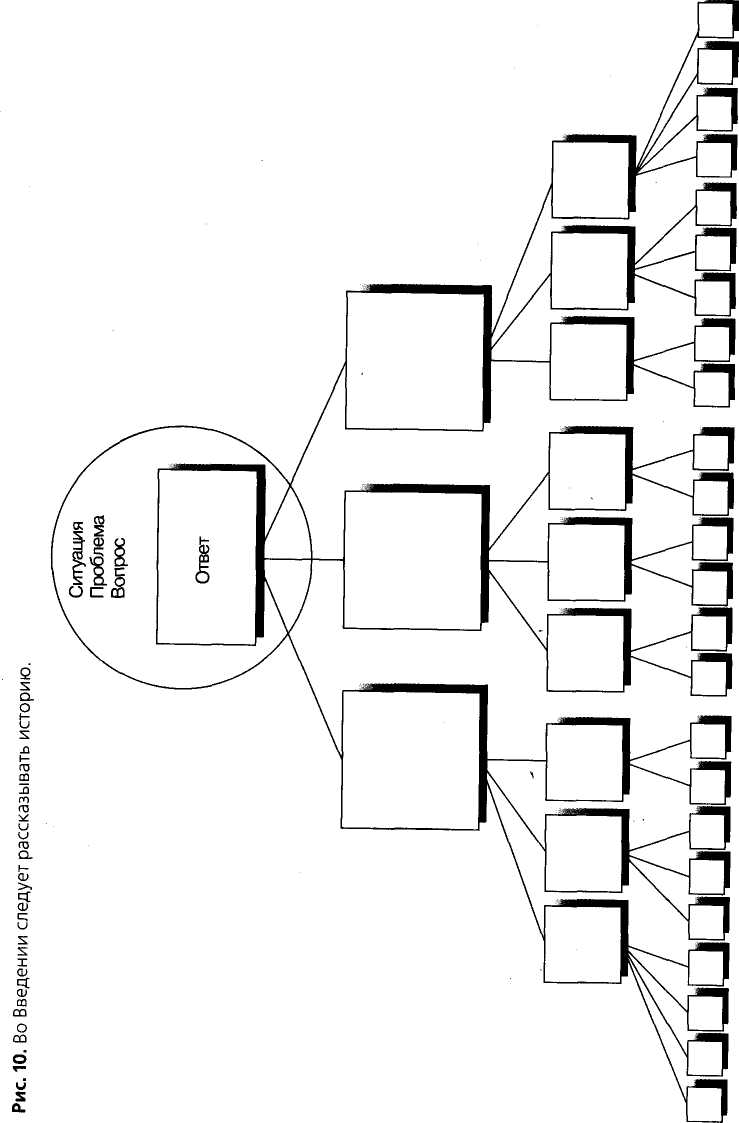 Рис. 10. Во Введении следует рассказывать историю.
Ситуация
Проблема
Вопрос
Ответ